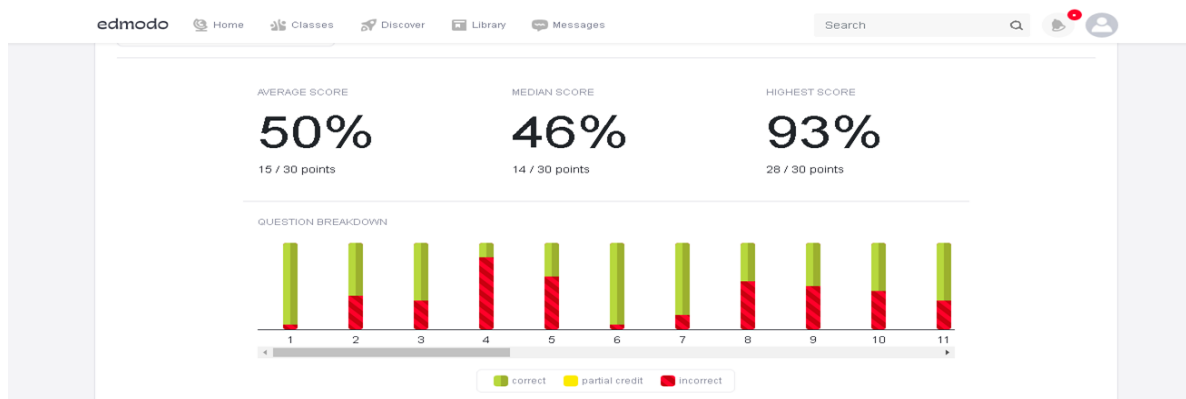 edmodo Home Classes Discover Library Messages Search
AVERAGE SCORE MEDIAN SCORE HIGHEST SCORE
50% 46% 93%
15 / 30 points 14 / 30 points 28 / 30 points
QUESTION BREAKDOWN
1 2 3 4 5 6 7 8 9 10 11
correct partial credit incorrect